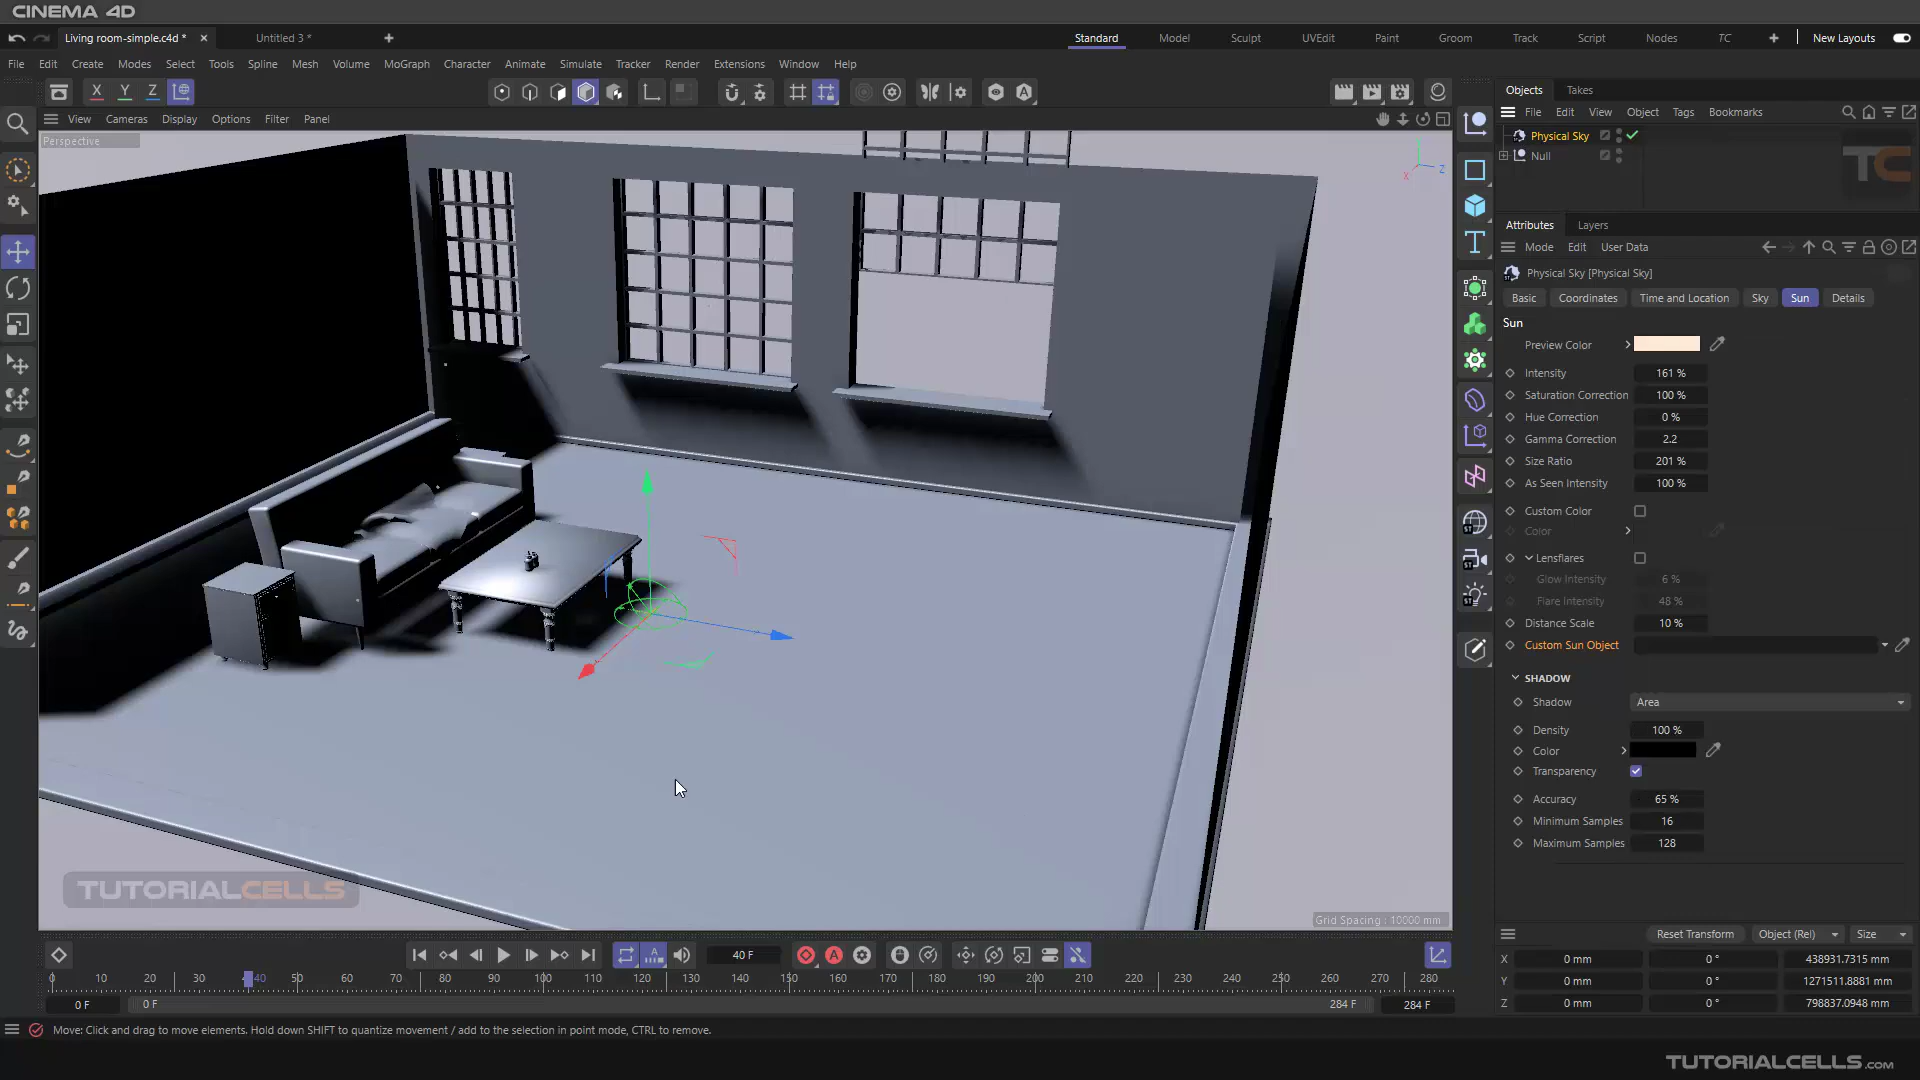 CINEMA 4D
Living room-simple.c4d *
Untitled 3 *
Standard Model Sculpt UVEdit Paint Groom Track Script Nodes TC New Layouts
File Edit Create Modes Select Tools Spline Mesh Volume MoGraph Character Animate Simulate Tracker Render Extensions Window Help
X Y Z
View Cameras Display Options Filter Panel
Perspective
X Z
Grid Spacing : 10000 mm
TUTORIALCELLS
Objects Takes
File Edit View Object Tags Bookmarks
Physical Sky
Null
TC
Attributes Layers
Mode Edit User Data
Physical Sky [Physical Sky]
Basic Coordinates Time and Location Sky Sun Details
Sun
Preview Color
Intensity 161 %
Saturation Correction 100 %
Hue Correction 0 %
Gamma Correction 2.2
Size Ratio 201 %
As Seen Intensity 100 %
Custom Color
Color
Lensflares
Glow Intensity 6 %
Flare Intensity 48 %
Distance Scale 10 %
Custom Sun Object
SHADOW
Shadow Area
Density 100 %
Color
Transparency
Accuracy 65 %
Minimum Samples 16
Maximum Samples 128
40 F
0 10 20 30 40 50 60 70 80 90 100 110 120 130 140 150 160 170 180 190 200 210 220 230 240 250 260 270 280
0 F 0 F 284 F 284 F
Reset Transform Object (Rel) Size
X 0 mm 0 ° 438931.7315 mm
Y 0 mm 0 ° 1271511.8881 mm
Z 0 mm 0 ° 798837.0948 mm
Move: Click and drag to move elements. Hold down SHIFT to quantize movement / add to the selection in point mode, CTRL to remove.
TUTORIALCELLS.com